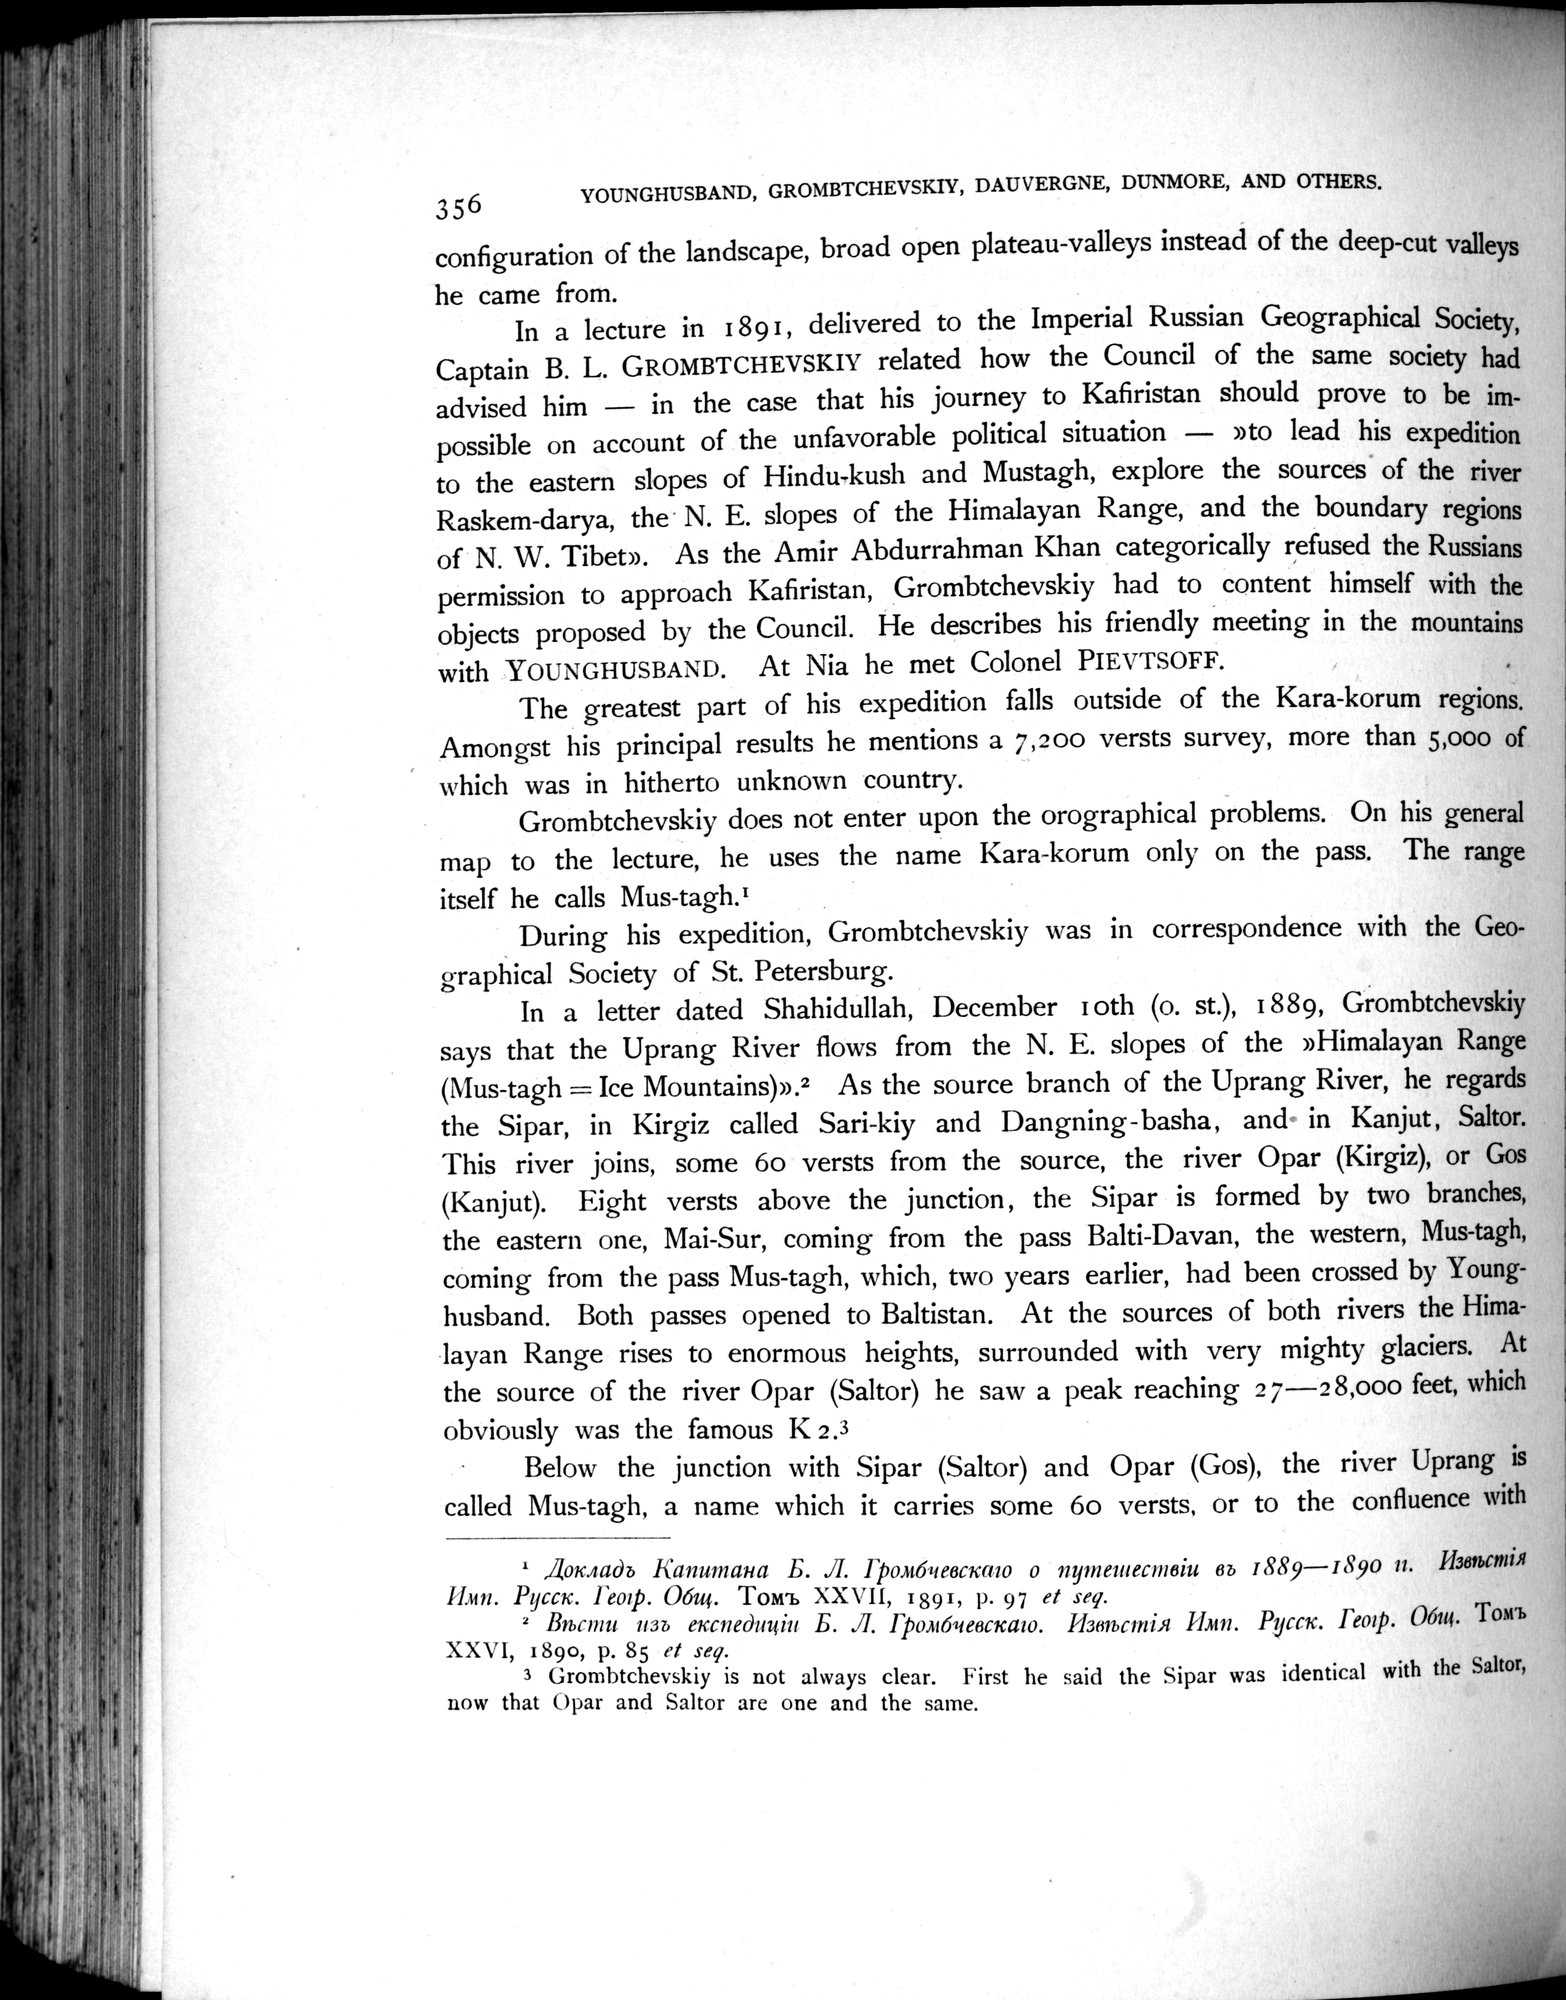 356 YOUNGHUSBAND, GROMBTCHEVSKIY, DAUVERGNE, DUNMORE, AND OTHERS.
configuration of the landscape, broad open plateau-valleys instead of the deep-cut valleys
he came from.
In a lecture in 1891, delivered to the Imperial Russian Geographical Society,
Captain B. L. GROMBTCHEVSKIY related how the Council of the same society had
advised him — in the case that his journey to Kafiristan should prove to be im-
possible on account of the unfavorable political situation — »to lead his expedition
to the eastern slopes of Hindu-kush and Mustagh, explore the sources of the river
Raskem-darya, the N. E. slopes of the Himalayan Range, and the boundary regions
of N. W. Tibet». As the Amir Abdurrahman Khan categorically refused the Russians
permission to approach Kafiristan, Grombtchevskiy had to content himself with the
objects proposed by the Council. He describes his friendly meeting in the mountains
with YOUNGHUSBAND. At Nia he met Colonel PIEVTSOFF.
The greatest part of his expedition falls outside of the Kara-korum regions.
Amongst his principal results he mentions a 7,200 versts survey, more than 5,000 of
which was in hitherto unknown country.
Grombtchevskiy does not enter upon the orographical problems. On his general
map to the lecture, he uses the name Kara-korum only on the pass. The range
itself he calls Mus-tagh.¹
During his expedition, Grombtchevskiy was in correspondence with the Geo-
graphical Society of St. Petersburg.
In a letter dated Shahidullah, December 10th (o. st.), 1889, Grombtchevskiy
says that the Uprang River flows from the N. E. slopes of the »Himalayan Range
(Mus-tagh = Ice Mountains)».² As the source branch of the Uprang River, he regards
the Sipar, in Kirgiz called Sari-kiy and Dangning-basha, and in Kanjut, Saltor.
This river joins, some 60 versts from the source, the river Opar (Kirgiz), or Gos
(Kanjut). Eight versts above the junction, the Sipar is formed by two branches,
the eastern one, Mai-Sur, coming from the pass Balti-Davan, the western, Mus-tagh,
coming from the pass Mus-tagh, which, two years earlier, had been crossed by Young-
husband. Both passes opened to Baltistan. At the sources of both rivers the Hima-
layan Range rises to enormous heights, surrounded with very mighty glaciers. At
the source of the river Opar (Saltor) he saw a peak reaching 27—28,000 feet, which
obviously was the famous K 2.³
Below the junction with Sipar (Saltor) and Opar (Gos), the river Uprang is
called Mus-tagh, a name which it carries some 60 versts, or to the confluence with
¹ Докладъ Капитана Б. Л. Громбчевскаго о путешествіи въ 1889—1890 гг. Извѣстія
Имп. Русск. Геогр. Общ. Томъ XXVII, 1891, p. 97 et seq.
² Вѣсти изъ експедиціи Б. Л. Громбчевскаго. Извѣстія Имп. Русск. Геогр. Общ. Томъ
XXVI, 1890, p. 85 et seq.
³ Grombtchevskiy is not always clear. First he said the Sipar was identical with the Saltor,
now that Opar and Saltor are one and the same.